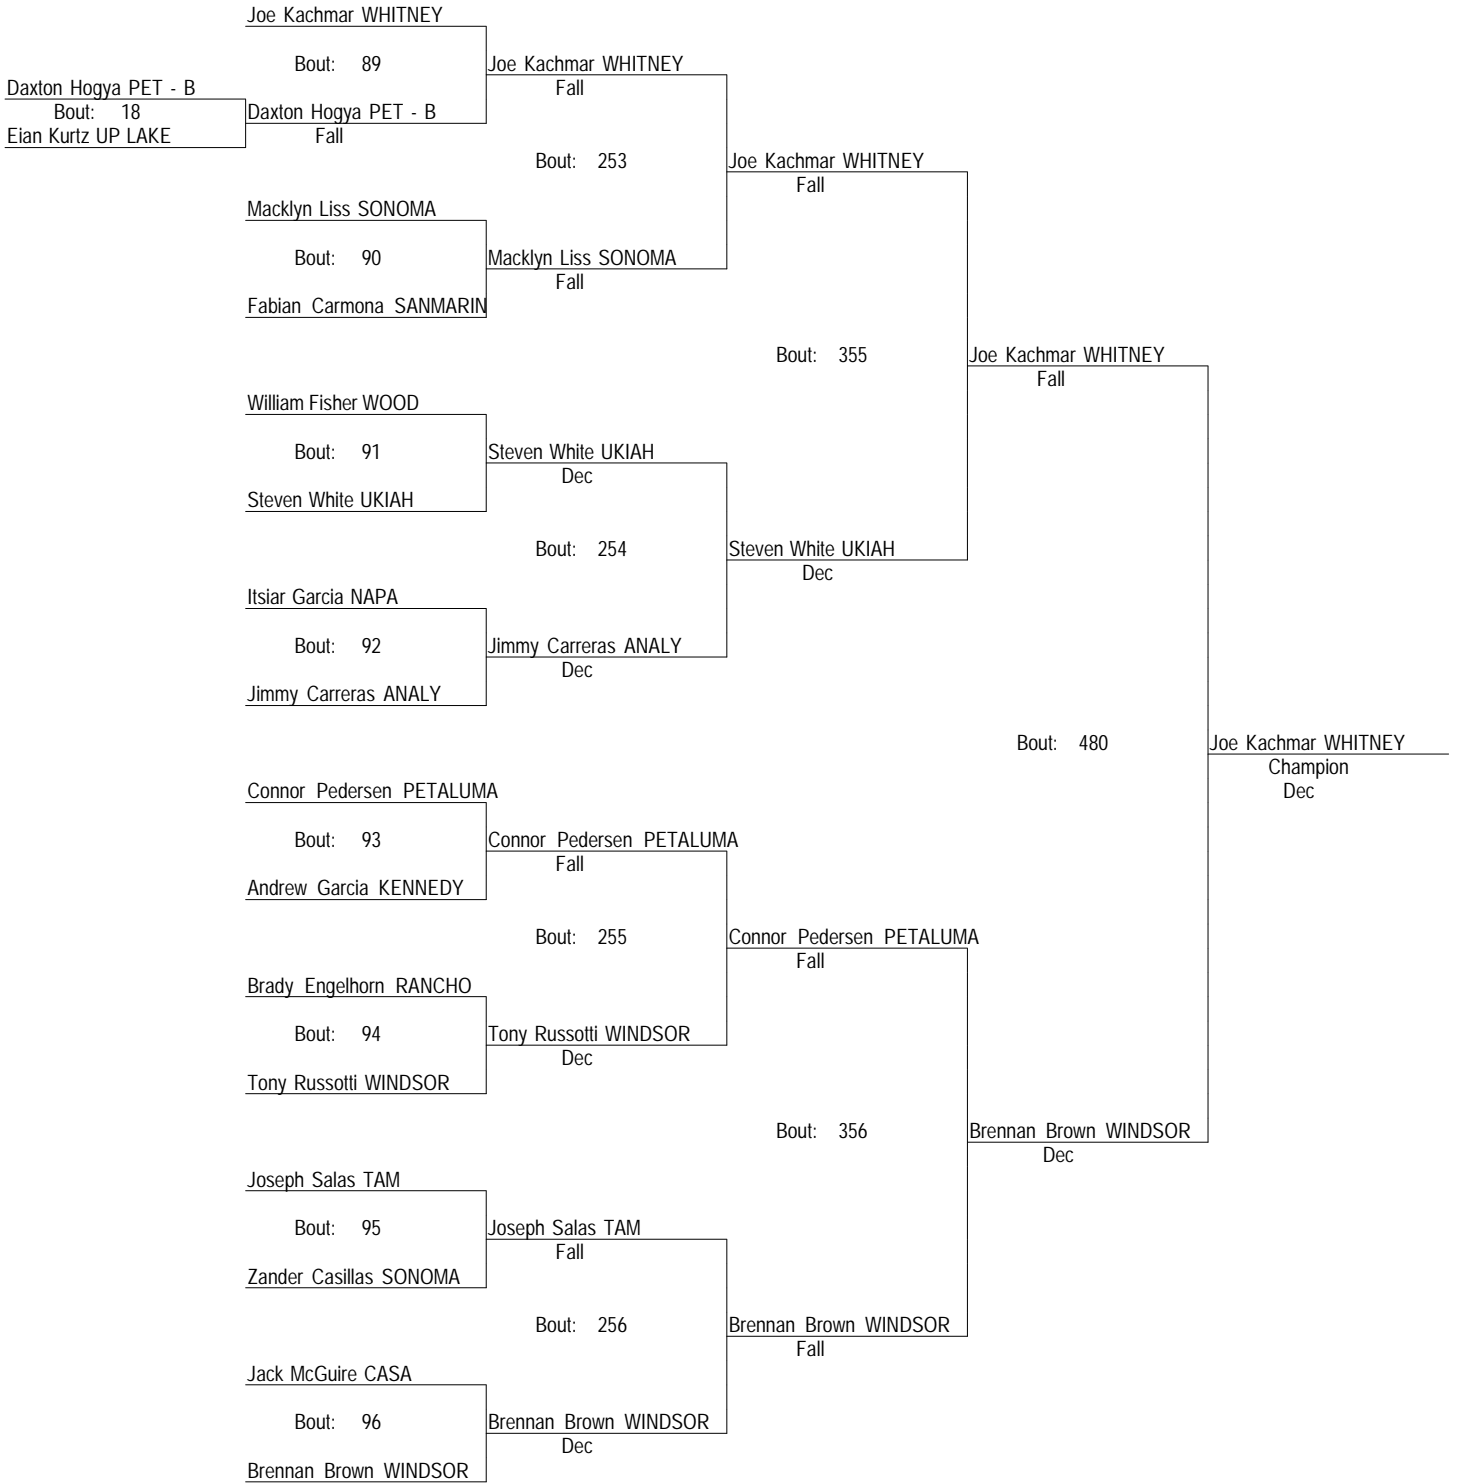 Joe Kachmar WHITNEY
Bout: 89
Joe Kachmar WHITNEY
Fall
Daxton Hogya PET - B
Bout: 18
Eian Kurtz UP LAKE
Daxton Hogya PET - B
Fall
Bout: 253
Joe Kachmar WHITNEY
Fall
Macklyn Liss SONOMA
Bout: 90
Macklyn Liss SONOMA
Fall
Fabian Carmona SANMARIN
Bout: 355
Joe Kachmar WHITNEY
Fall
William Fisher WOOD
Bout: 91
Steven White UKIAH
Dec
Steven White UKIAH
Bout: 254
Steven White UKIAH
Dec
Itsiar Garcia NAPA
Bout: 92
Jimmy Carreras ANALY
Dec
Jimmy Carreras ANALY
Bout: 480
Joe Kachmar WHITNEY
Champion
Dec
Connor Pedersen PETALUMA
Bout: 93
Connor Pedersen PETALUMA
Fall
Andrew Garcia KENNEDY
Bout: 255
Connor Pedersen PETALUMA
Fall
Brady Engelhorn RANCHO
Bout: 94
Tony Russotti WINDSOR
Dec
Tony Russotti WINDSOR
Bout: 356
Brennan Brown WINDSOR
Dec
Joseph Salas TAM
Bout: 95
Joseph Salas TAM
Fall
Zander Casillas SONOMA
Bout: 256
Brennan Brown WINDSOR
Fall
Jack McGuire CASA
Bout: 96
Brennan Brown WINDSOR
Dec
Brennan Brown WINDSOR